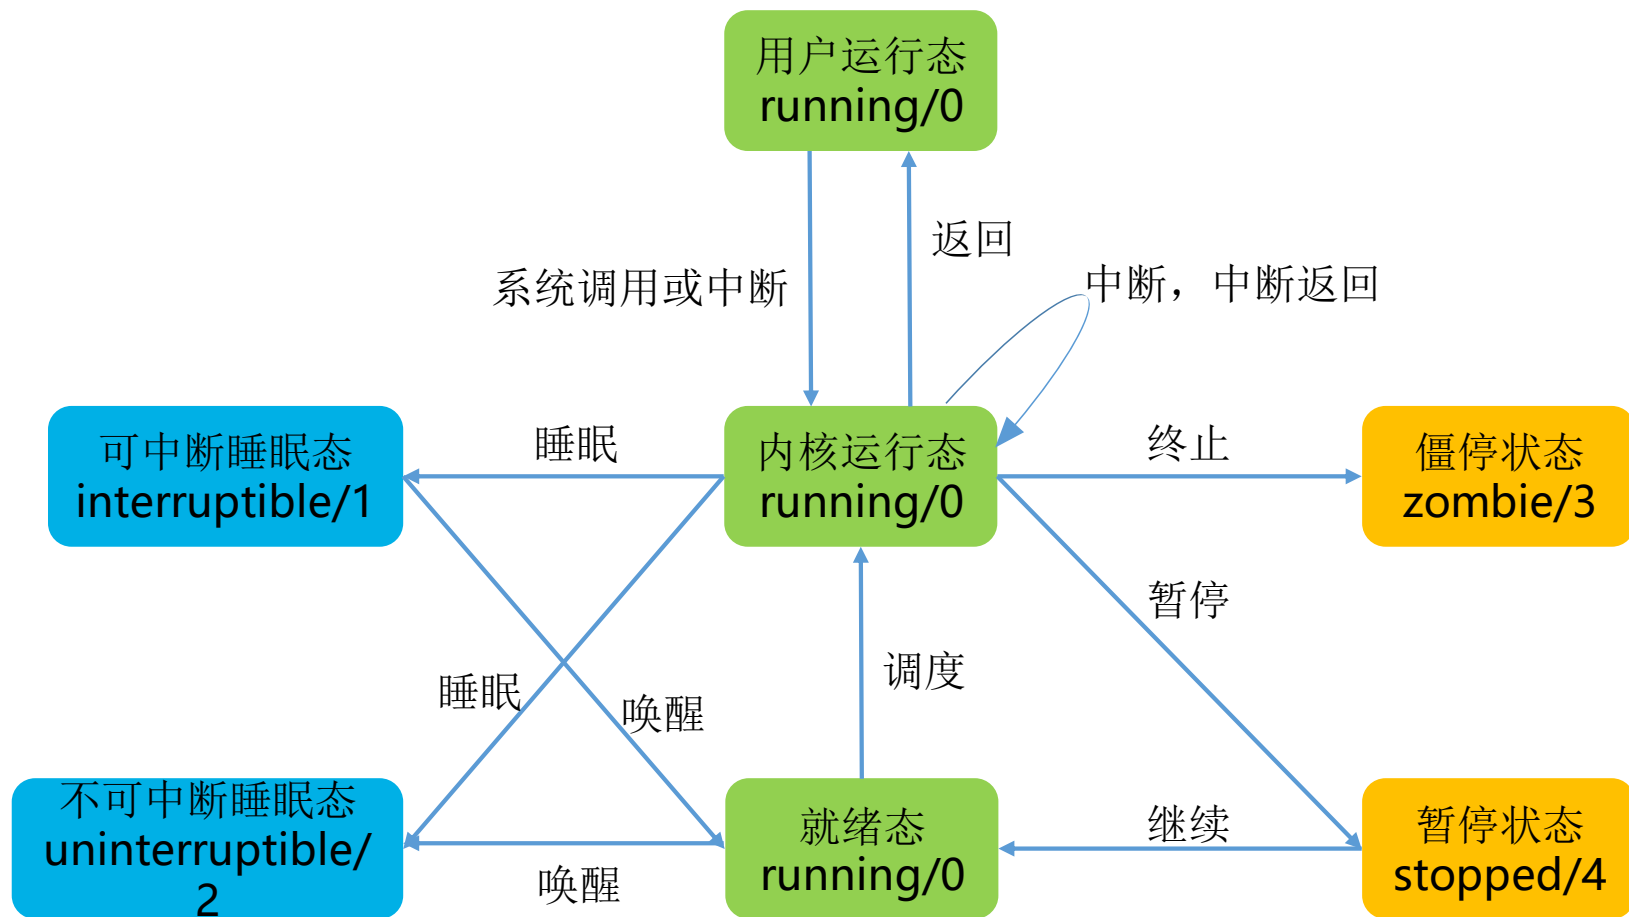 用户运行态
running/0
返回
系统调用或中断
中断，中断返回
可中断睡眠态
interruptible/1
睡眠
内核运行态
running/0
终止
僵停状态
zombie/3
暂停
调度
睡眠
唤醒
不可中断睡眠态
uninterruptible/
2
唤醒
就绪态
running/0
继续
暂停状态
stopped/4